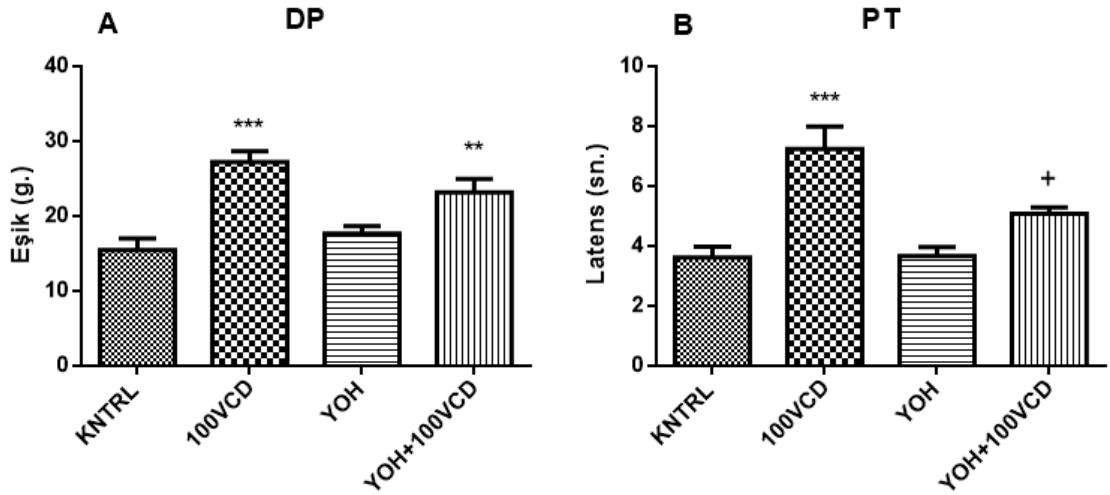 A DP
Eşik (g.)
40
30
20
10
0
***
**
KNTRL
100VCD
YOH
YOH+100VCD
B PT
Latens (sn.)
10
8
6
4
2
0
***
+
KNTRL
100VCD
YOH
YOH+100VCD